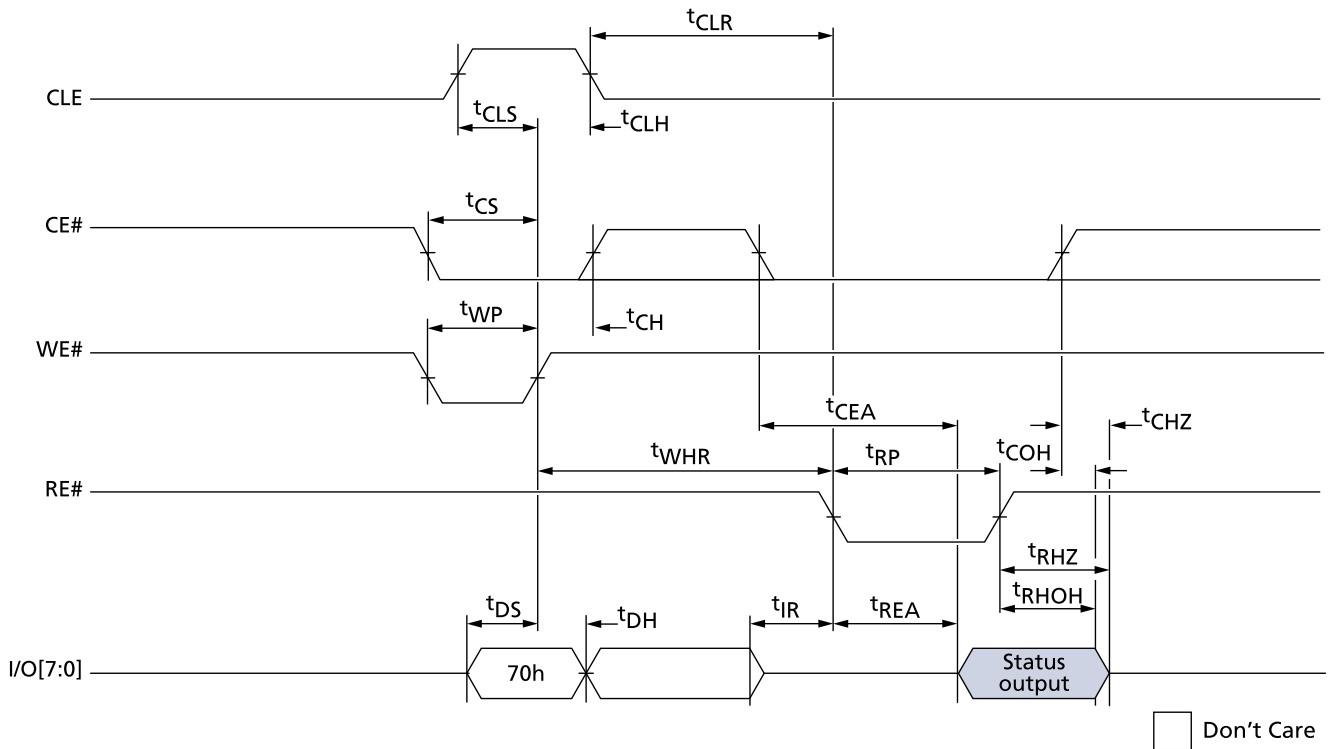 tCLR
CLE
tCLS
tCLH
tCS
CE#
tWP
tCH
WE#
tCEA
tCHZ
tWHR
tRP
tCOH
RE#
tRHZ
tRHOH
tDS
tDH
tIR
tREA
I/O[7:0]
70h
Status
output
Don't Care